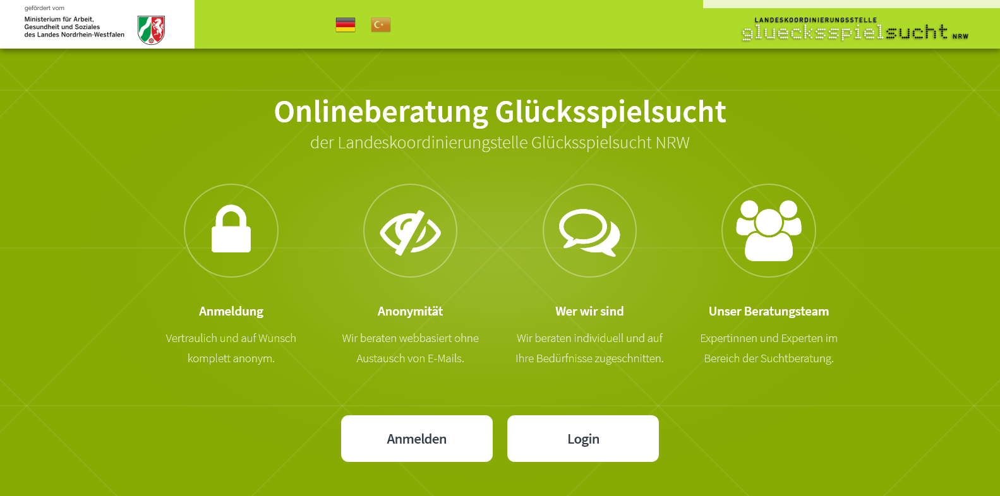 gefördert vom
Ministerium für Arbeit,
Gesundheit und Soziales
des Landes Nordrhein-Westfalen
LANDESKOORDINIERUNGSSTELLE
gluecksspielsucht NRW
Onlineberatung Glücksspielsucht
der Landeskoordinierungstelle Glücksspielsucht NRW
Anmeldung
Vertraulich und auf Wunsch
komplett anonym.
Anonymität
Wir beraten webbasiert ohne
Austausch von E-Mails.
Wer wir sind
Wir beraten individuell und auf
Ihre Bedürfnisse zugeschnitten.
Unser Beratungsteam
Expertinnen und Experten im
Bereich der Suchtberatung.
Anmelden
Login